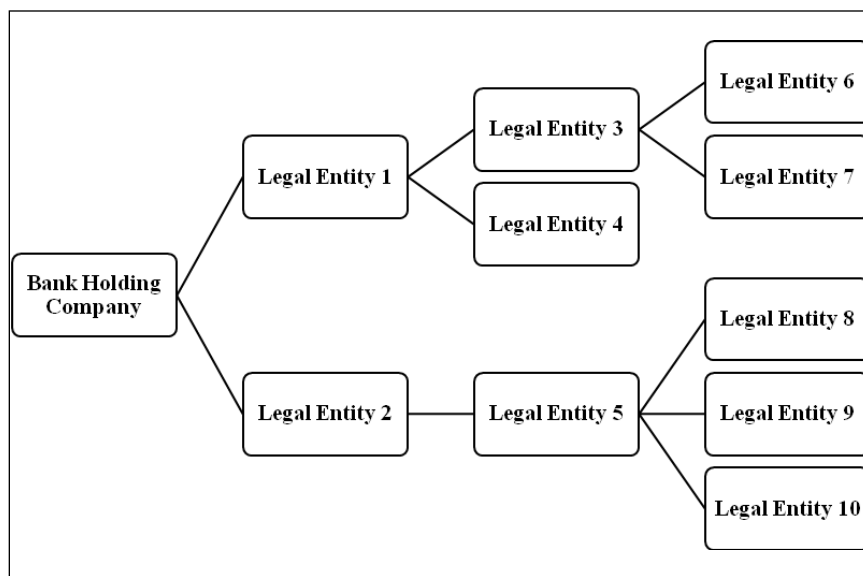 Bank Holding
Company
Legal Entity 1
Legal Entity 2
Legal Entity 3
Legal Entity 4
Legal Entity 5
Legal Entity 6
Legal Entity 7
Legal Entity 8
Legal Entity 9
Legal Entity 10